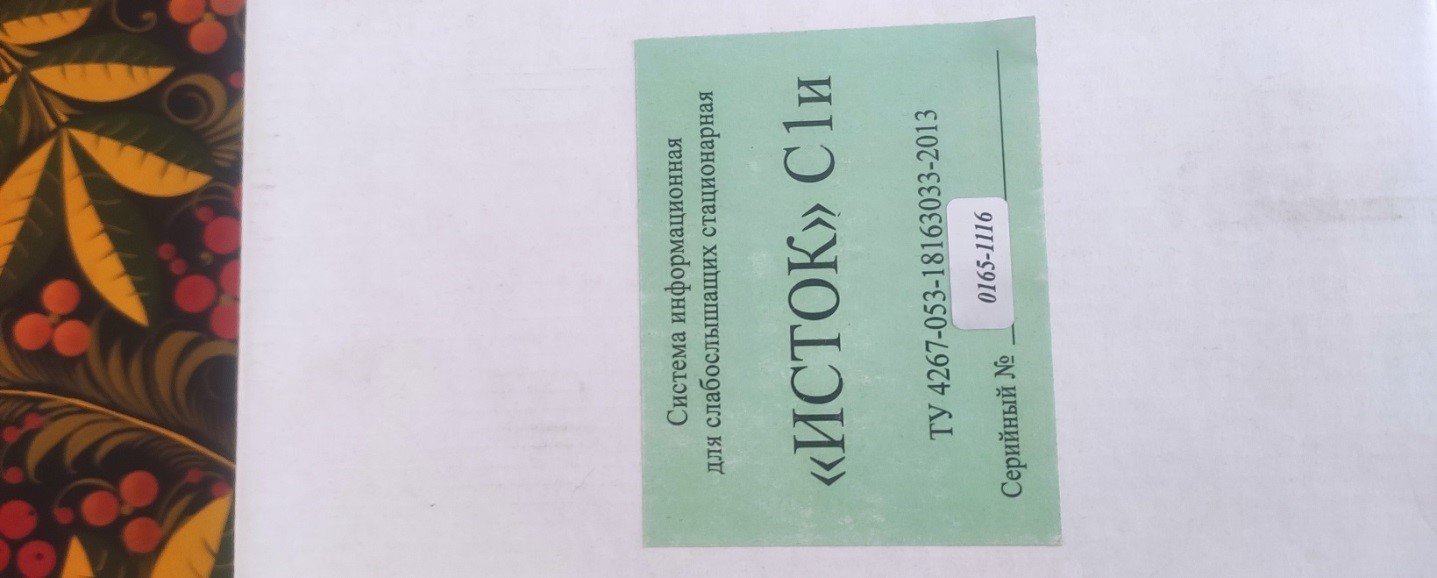 Система информационная
для слабослышащих стационарная
«ИСТОК» С1и
ТУ 4267-053-18163033-2013
Серийный № 0165-1116